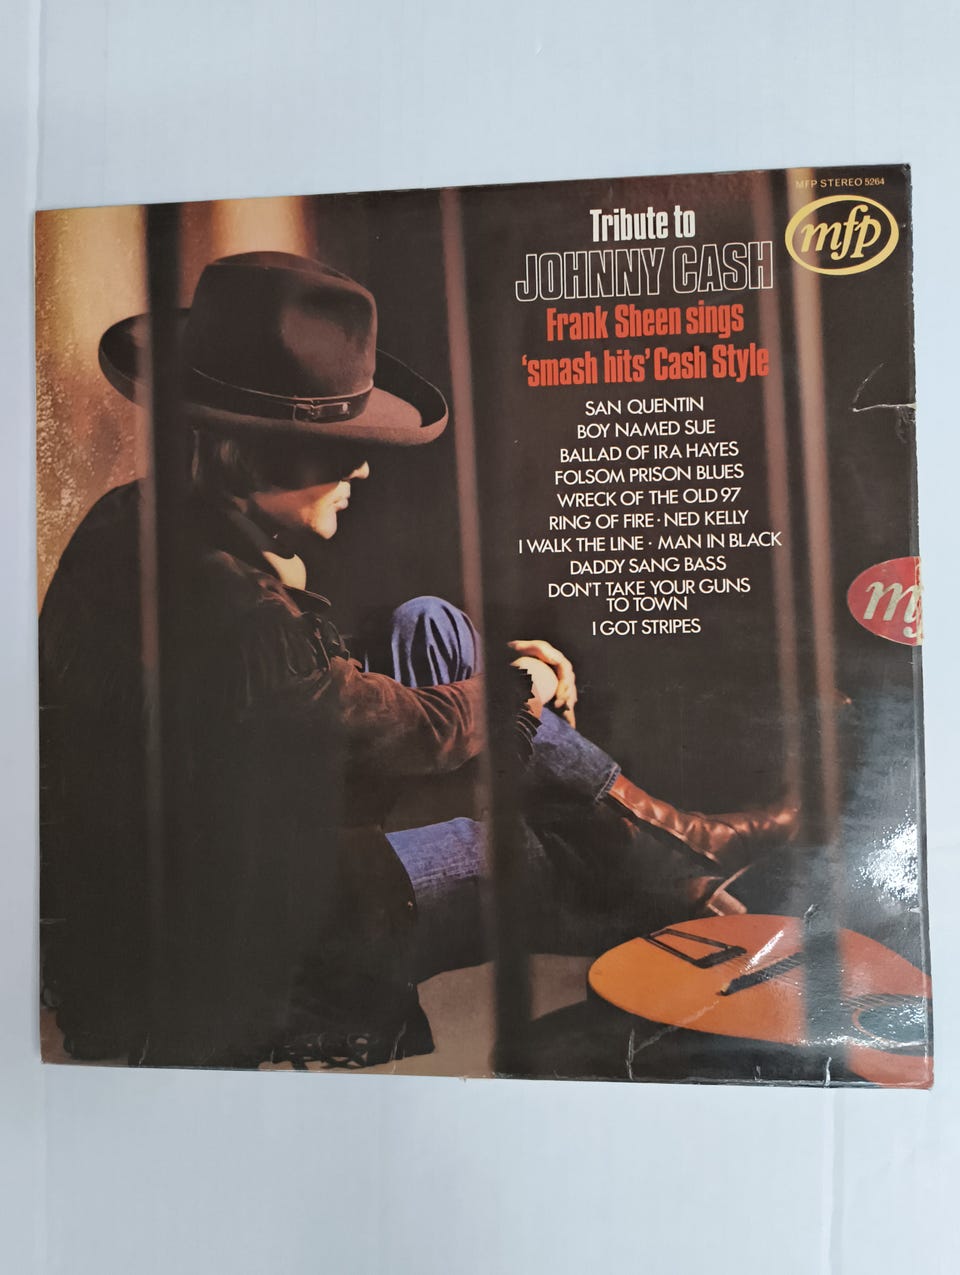 MFP STEREO 5264
mfp
Tribute to
JOHNNY CASH
Frank Sheen sings
‘smash hits’ Cash Style
SAN QUENTIN
BOY NAMED SUE
BALLAD OF IRA HAYES
FOLSOM PRISON BLUES
WRECK OF THE OLD 97
RING OF FIRE · NED KELLY
I WALK THE LINE · MAN IN BLACK
DADDY SANG BASS
DON'T TAKE YOUR GUNS
TO TOWN
I GOT STRIPES